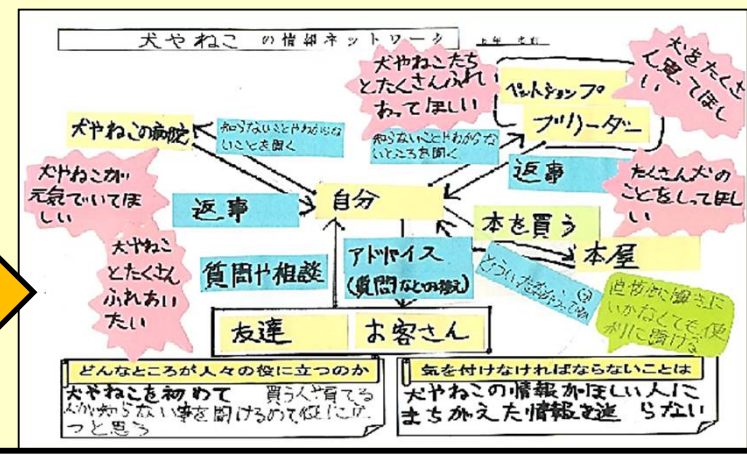 犬やねこ の情報ネットワーク
犬やねこたち
とたくさんふれ
あってほしい
ペットショップ
ブリーダー
犬をたくさ
ん買ってほし
い
犬やねこの病院
知らないことやわからな
いことを聞く
知らないことやわからな
いところを聞く
犬やねこが
元気でいてほ
しい
返事
自分
返事
たくさん犬の
ことをしってほし
い
本を買う
本屋
犬やねこ
とたくさん
ふれあい
たい
質問や相談
アドバイス
(質問などの答え)
直接に聞きに
いかなくても、便
利に聞ける
友達
お客さん
どんなところが人々の役に立つのか
犬やねこを初めて 買う人や育てる
人が知らない事を聞けるので役に立
つと思う
気を付けなければならないことは
犬やねこの情報がほしい人に
まちがえた情報を送 らない